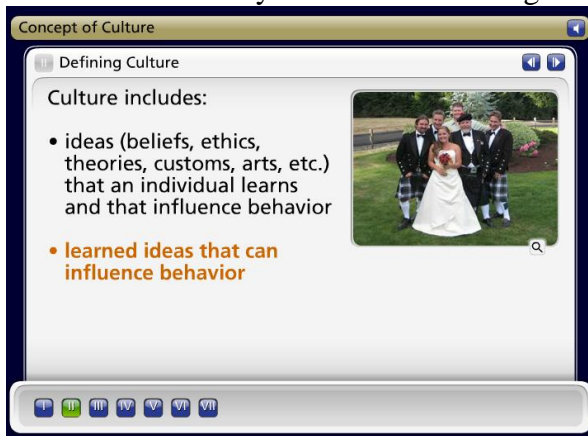 Concept of Culture
II Defining Culture
Culture includes:
• ideas (beliefs, ethics,
theories, customs, arts, etc.)
that an individual learns
and that influence behavior
• learned ideas that can
influence behavior
I II III IV V VI VII